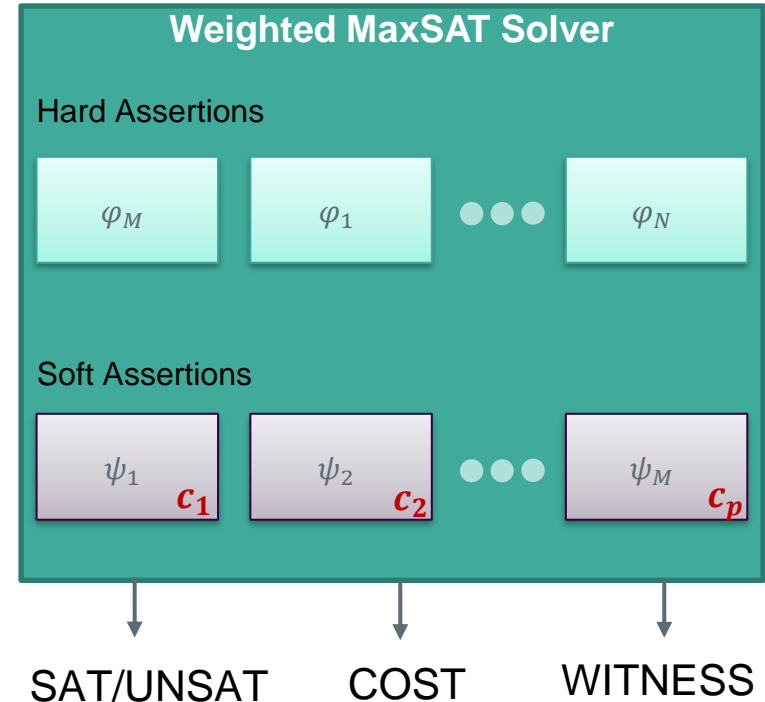 Weighted MaxSAT Solver
Hard Assertions
φ_M φ_1 ●●● φ_N
Soft Assertions
ψ_1 c_1 ψ_2 c_2 ●●● ψ_M c_p
SAT/UNSAT COST WITNESS